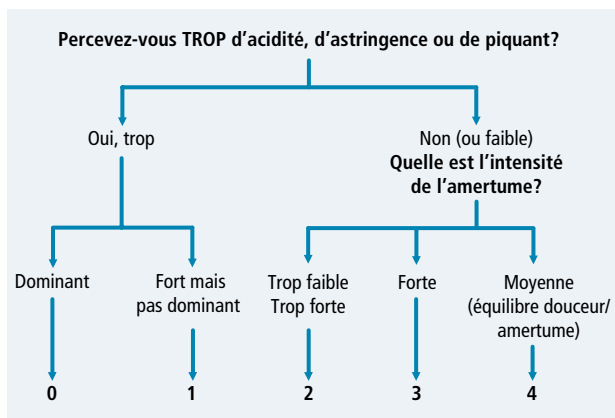 Percevez-vous TROP d’acidité, d’astringence ou de piquant?
Oui, trop
Non (ou faible)
Quelle est l’intensité
de l’amertume?
Dominant
Fort mais
pas dominant
Trop faible
Trop forte
Forte
Moyenne
(équilibre douceur/
amertume)
0
1
2
3
4